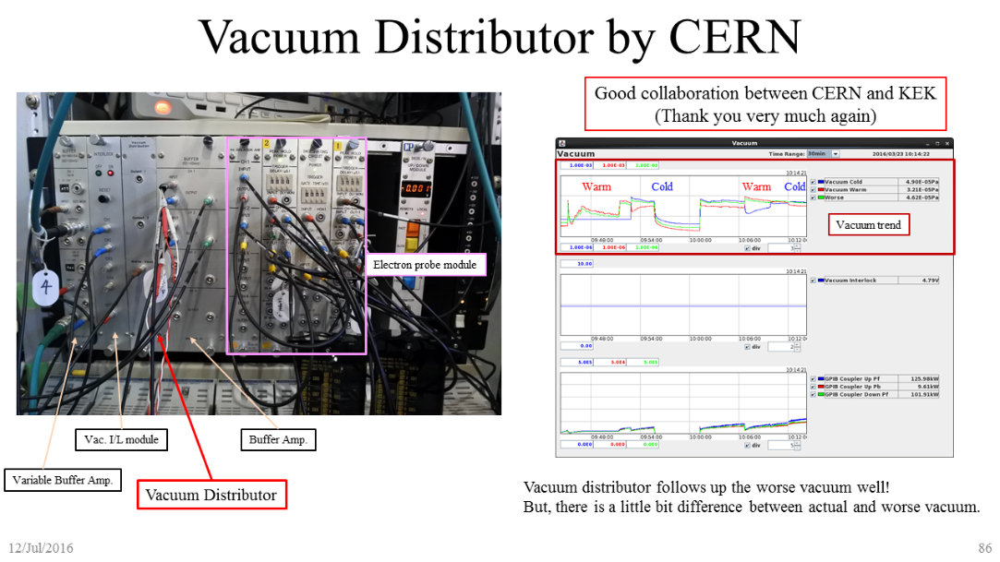 Vacuum Distributor by CERN
Good collaboration between CERN and KEK
(Thank you very much again)
4
Electron probe module
Vac. I/L module
Buffer Amp.
Variable Buffer Amp.
Vacuum Distributor
Vacuum
Vacuum
Time Range: 30min
2016/03/23 10:14:22
1.00E-03 1.00E-03 1.00E-03
10:14:21
Warm Cold Warm Cold
Vacuum Cold 4.90E-05Pa
Vacuum Warm 3.21E-05Pa
Worse 4.62E-05Pa
Vacuum trend
09:48:00 09:54:00 10:00:00 10:06:00 10:12:0
1.00E-06 1.00E-06 1.00E-06
div 3
10.00
10:14:21
Vacuum Interlock 4.79V
09:48:00 09:54:00 10:00:00 10:06:00 10:12:0
0.00
div 2
5.0E5 5.0E4 5.0E5
10:14:21
GPIB Coupler Up Pf 125.98kW
GPIB Coupler Up Pb 9.61kW
GPIB Coupler Down Pf 101.91kW
09:48:00 09:54:00 10:00:00 10:06:00 10:12:0
0.0E0 0.0E0 0.0E0
div 5
Vacuum distributor follows up the worse vacuum well!
But, there is a little bit difference between actual and worse vacuum.
12/Jul/2016
86